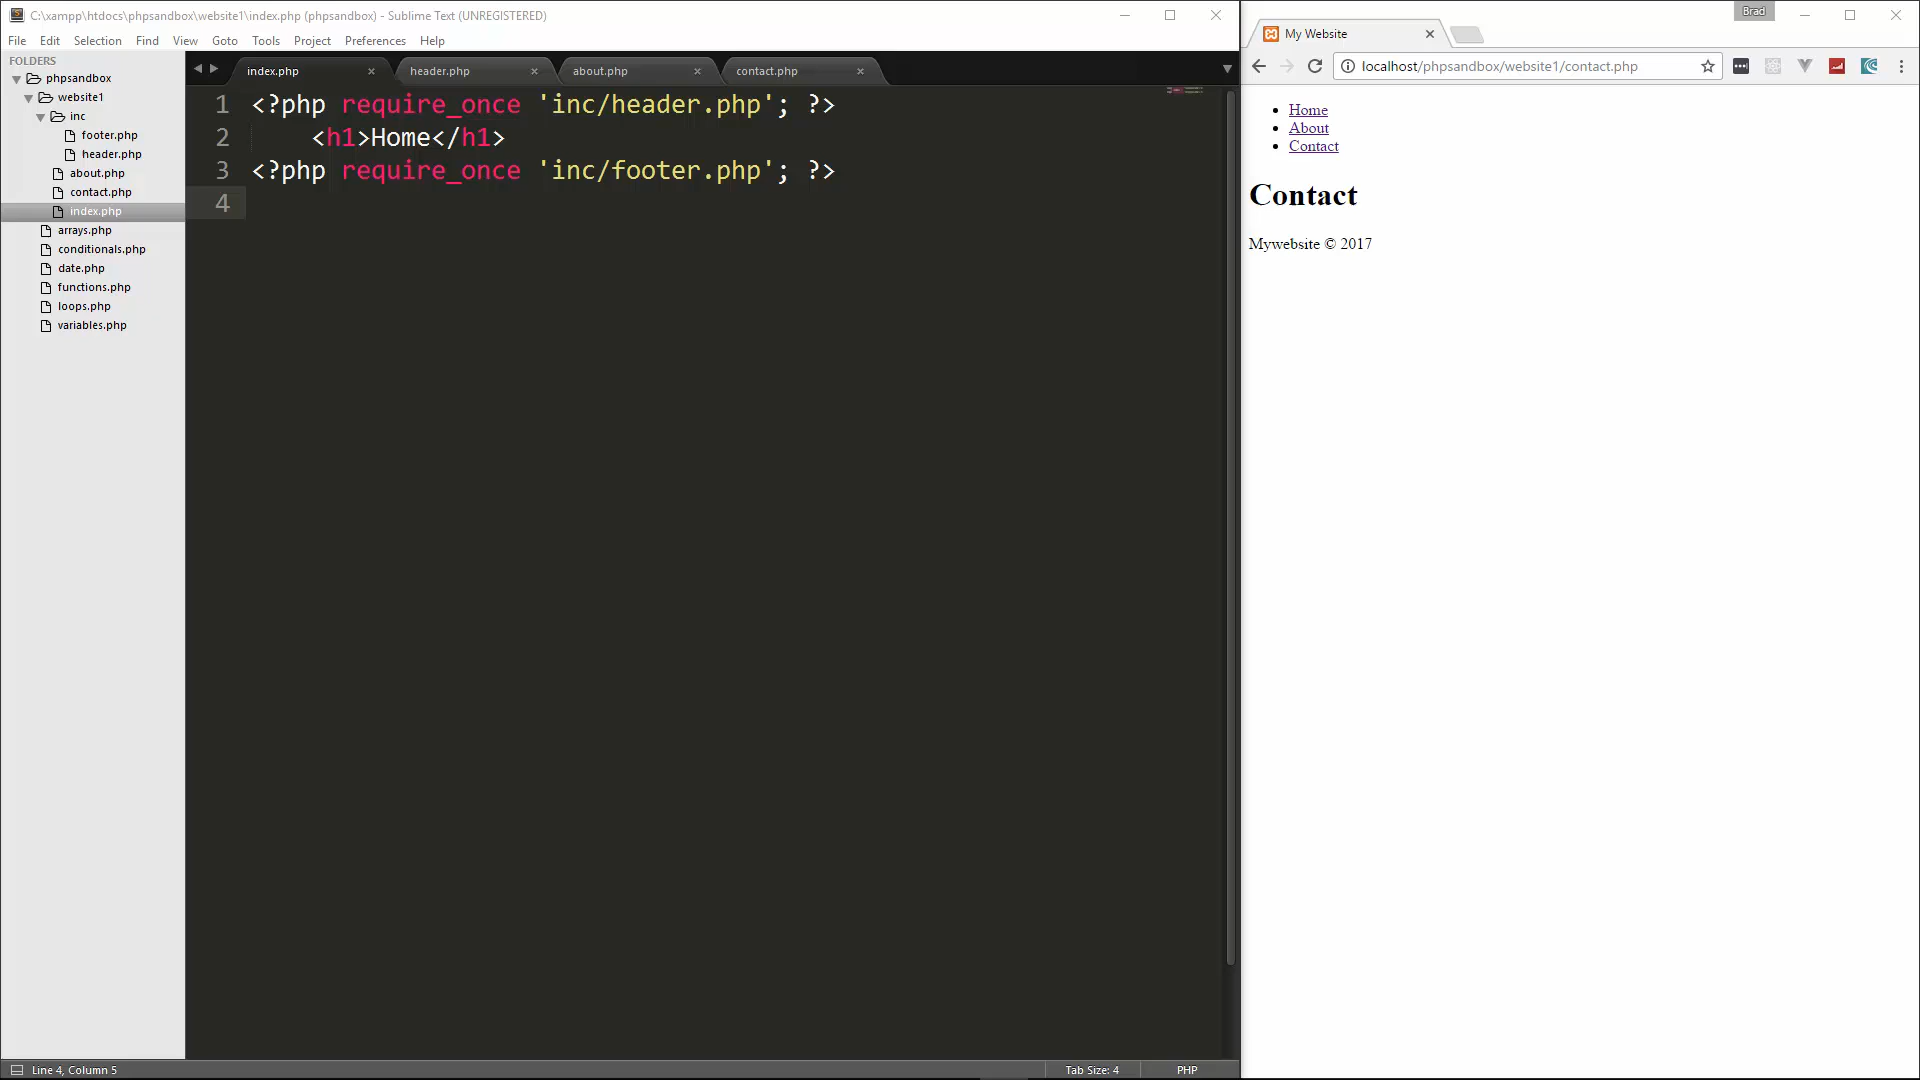 C:\xampp\htdocs\phpsandbox\website1\index.php (phpsandbox) - Sublime Text (UNREGISTERED)
File Edit Selection Find View Goto Tools Project Preferences Help
FOLDERS
phpsandbox
website1
inc
footer.php
header.php
about.php
contact.php
index.php
arrays.php
conditionals.php
date.php
functions.php
loops.php
variables.php
index.php header.php about.php contact.php
1 <?php require_once 'inc/header.php'; ?>
2 <h1>Home</h1>
3 <?php require_once 'inc/footer.php'; ?>
4
Line 4, Column 5 Tab Size: 4 PHP
Brad
My Website
localhost/phpsandbox/website1/contact.php
Home
About
Contact
Contact
Mywebsite © 2017